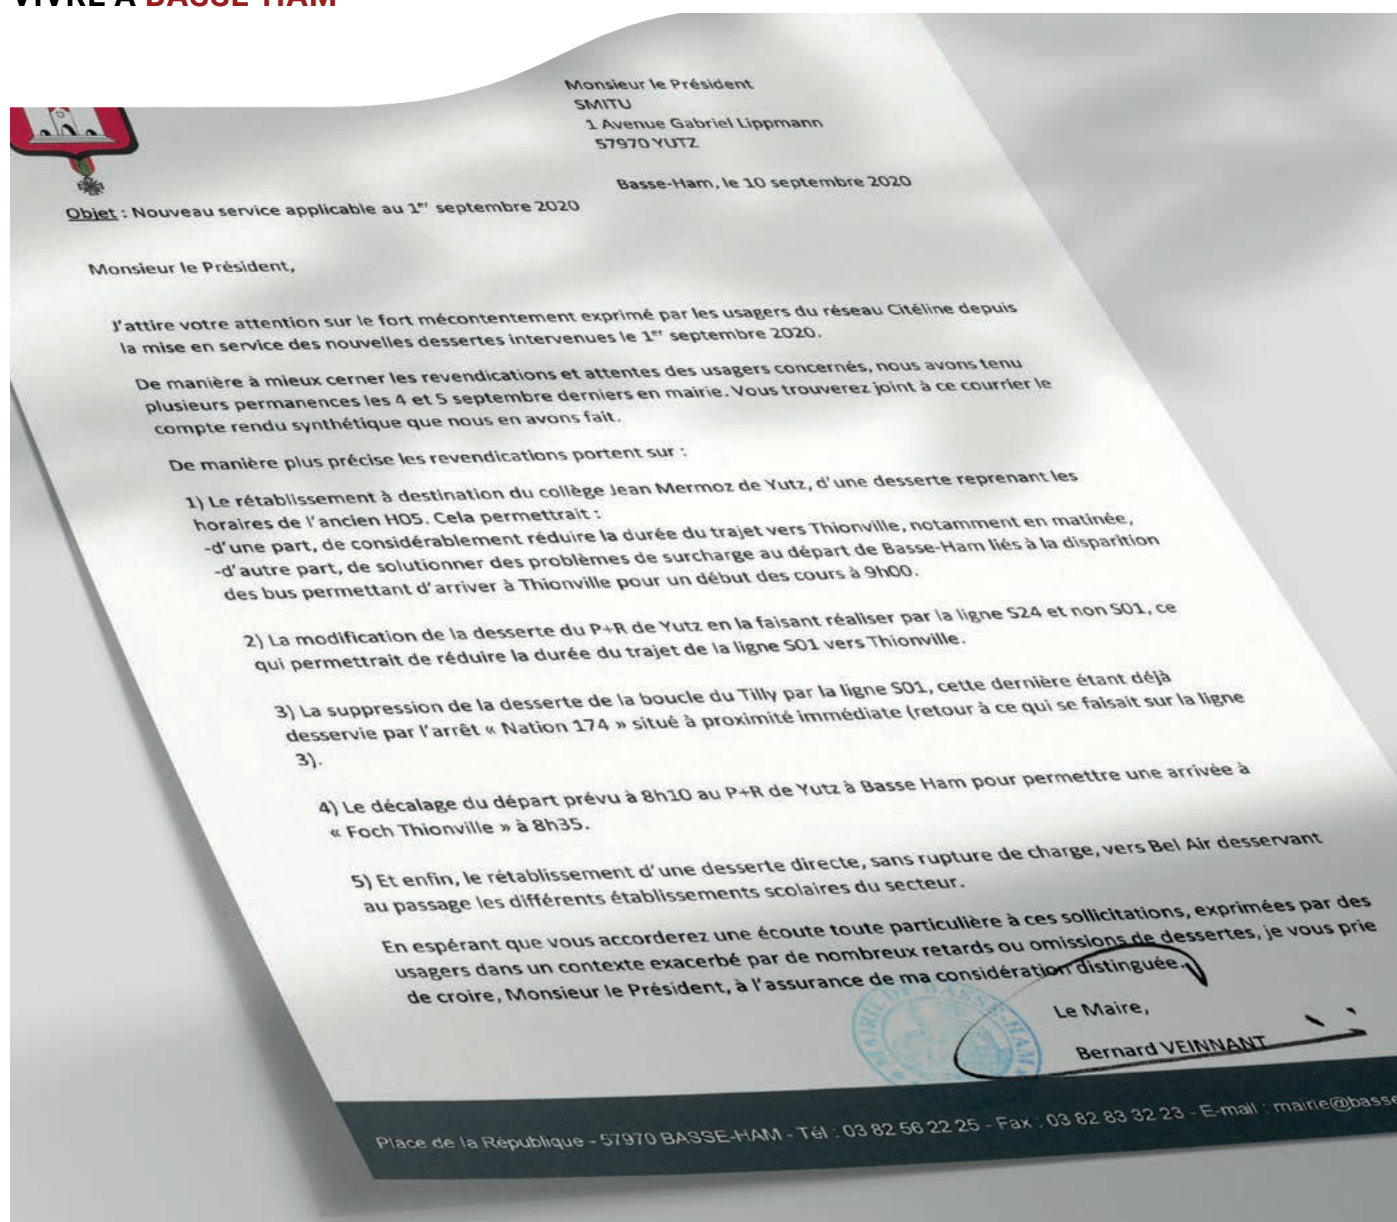 VIVRE À BASSE-HAM
Monsieur le Président
SMITU
1 Avenue Gabriel Lippmann
57970 YUTZ
Basse-Ham, le 10 septembre 2020
Objet : Nouveau service applicable au 1er septembre 2020
Monsieur le Président,
J'attire votre attention sur le fort mécontentement exprimé par les usagers du réseau Citéline depuis
la mise en service des nouvelles dessertes intervenues le 1er septembre 2020.
De manière à mieux cerner les revendications et attentes des usagers concernés, nous avons tenu
plusieurs permanences les 4 et 5 septembre derniers en mairie. Vous trouverez joint à ce courrier le
compte rendu synthétique que nous en avons fait.
De manière plus précise les revendications portent sur :
1) Le rétablissement à destination du collège Jean Mermoz de Yutz, d'une desserte reprenant les
horaires de l'ancien H05. Cela permettrait :
-d'une part, de considérablement réduire la durée du trajet vers Thionville, notamment en matinée,
-d'autre part, de solutionner des problèmes de surcharge au départ de Basse-Ham liés à la disparition
des bus permettant d'arriver à Thionville pour un début des cours à 9h00.
2) La modification de la desserte du P+R de Yutz en la faisant réaliser par la ligne S24 et non S01, ce
qui permettrait de réduire la durée du trajet de la ligne S01 vers Thionville.
3) La suppression de la desserte de la boucle du Tilly par la ligne S01, cette dernière étant déjà
desservie par l'arrêt « Nation 174 » situé à proximité immédiate (retour à ce qui se faisait sur la ligne
3).
4) Le décalage du départ prévu à 8h10 au P+R de Yutz à Basse Ham pour permettre une arrivée à
« Foch Thionville » à 8h35.
5) Et enfin, le rétablissement d'une desserte directe, sans rupture de charge, vers Bel Air desservant
au passage les différents établissements scolaires du secteur.
En espérant que vous accorderez une écoute toute particulière à ces sollicitations, exprimées par des
usagers dans un contexte exacerbé par de nombreux retards ou omissions de dessertes, je vous prie
de croire, Monsieur le Président, à l'assurance de ma considération distinguée.
MAIRIE DE BASSE-HAM
Le Maire,
Bernard VEINNANT
Place de la République - 57970 BASSE-HAM - Tél : 03 82 56 22 25 - Fax : 03 82 83 32 23 - E-mail : mairie@basse